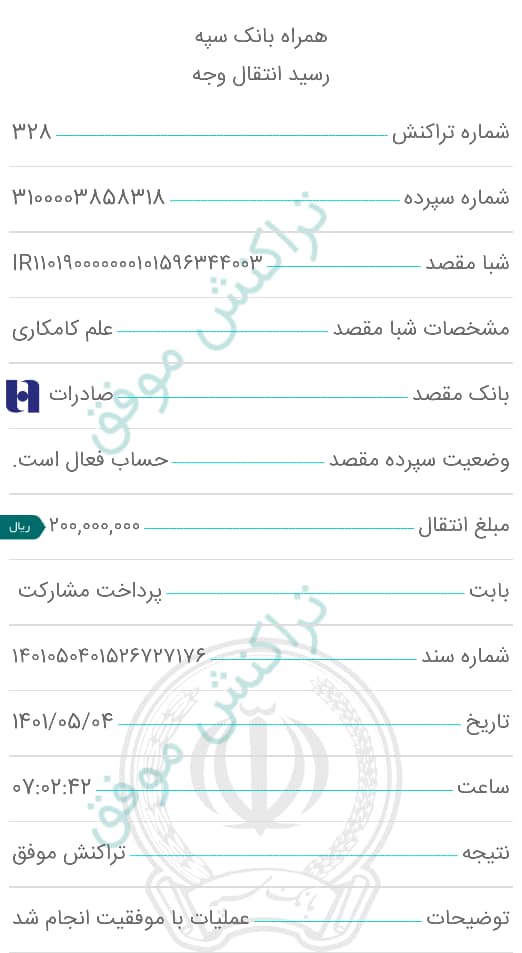 همراه بانک سپه
رسید انتقال وجه
شماره تراکنش ۳۲۸
شماره سپرده ۳۱۰۰۰۰۳۸۵۸۳۱۸
شبا مقصد IR۱۱۰۱۹۰۰۰۰۰۰۰۱۰۱۵۹۶۳۴۴۰۰۳
مشخصات شبا مقصد علم کامکاری
بانک مقصد صادرات
وضعیت سپرده مقصد حساب فعال است.
مبلغ انتقال ۲۰۰,۰۰۰,۰۰۰ ریال
بابت پرداخت مشارکت
شماره سند ۱۴۰۱۰۵۰۴۰۱۵۲۶۷۲۷۱۷۶
تاریخ ۱۴۰۱/۰۵/۰۴
ساعت ۰۷:۰۲:۴۲
نتیجه تراکنش موفق
توضیحات عملیات با موفقیت انجام شد
تراکنش موفق
تراکنش موفق
بانک سپه